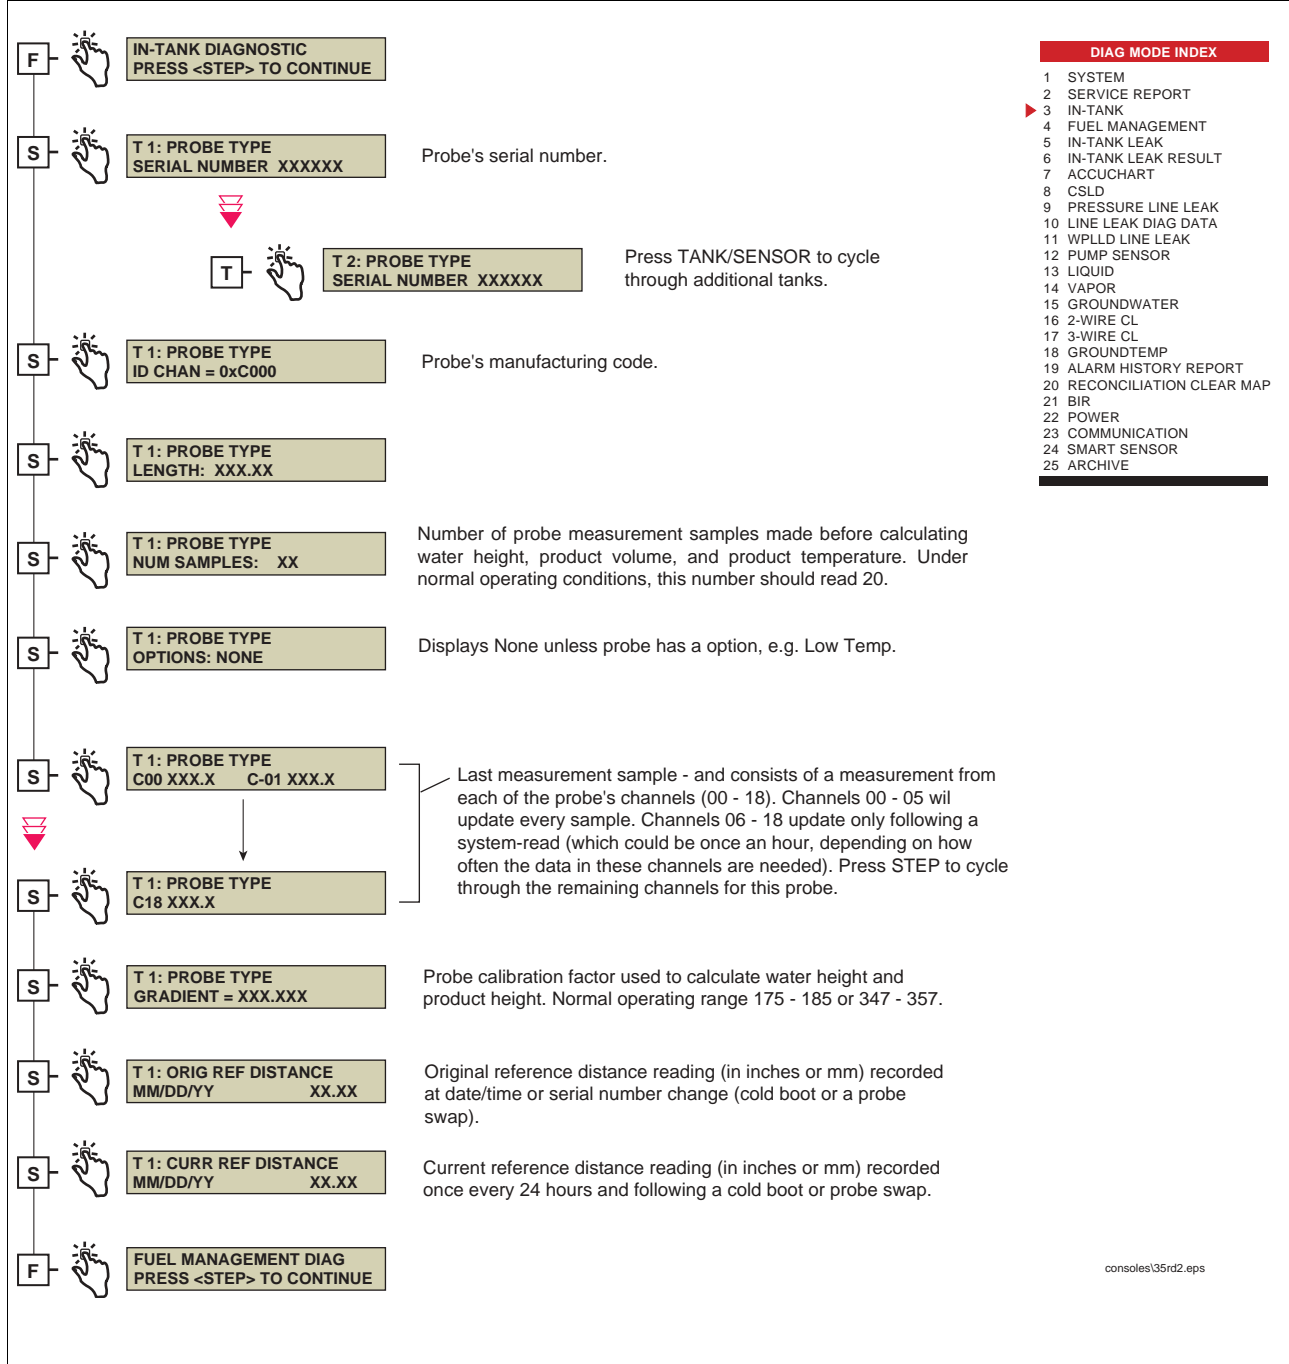 F
IN-TANK DIAGNOSTIC
PRESS <STEP> TO CONTINUE
S
T 1: PROBE TYPE
SERIAL NUMBER XXXXXX
Probe's serial number.
T
T 2: PROBE TYPE
SERIAL NUMBER XXXXXX
Press TANK/SENSOR to cycle
through additional tanks.
S
T 1: PROBE TYPE
ID CHAN = 0xC000
Probe's manufacturing code.
S
T 1: PROBE TYPE
LENGTH: XXX.XX
S
T 1: PROBE TYPE
NUM SAMPLES: XX
Number of probe measurement samples made before calculating
water height, product volume, and product temperature. Under
normal operating conditions, this number should read 20.
S
T 1: PROBE TYPE
OPTIONS: NONE
Displays None unless probe has a option, e.g. Low Temp.
S
T 1: PROBE TYPE
C00 XXX.X C-01 XXX.X
S
T 1: PROBE TYPE
C18 XXX.X
Last measurement sample - and consists of a measurement from
each of the probe's channels (00 - 18). Channels 00 - 05 wil
update every sample. Channels 06 - 18 update only following a
system-read (which could be once an hour, depending on how
often the data in these channels are needed). Press STEP to cycle
through the remaining channels for this probe.
S
T 1: PROBE TYPE
GRADIENT = XXX.XXX
Probe calibration factor used to calculate water height and
product height. Normal operating range 175 - 185 or 347 - 357.
S
T 1: ORIG REF DISTANCE
MM/DD/YY XX.XX
Original reference distance reading (in inches or mm) recorded
at date/time or serial number change (cold boot or a probe
swap).
S
T 1: CURR REF DISTANCE
MM/DD/YY XX.XX
Current reference distance reading (in inches or mm) recorded
once every 24 hours and following a cold boot or probe swap.
F
FUEL MANAGEMENT DIAG
PRESS <STEP> TO CONTINUE
DIAG MODE INDEX
1 SYSTEM
2 SERVICE REPORT
3 IN-TANK
4 FUEL MANAGEMENT
5 IN-TANK LEAK
6 IN-TANK LEAK RESULT
7 ACCUCHART
8 CSLD
9 PRESSURE LINE LEAK
10 LINE LEAK DIAG DATA
11 WPLLD LINE LEAK
12 PUMP SENSOR
13 LIQUID
14 VAPOR
15 GROUNDWATER
16 2-WIRE CL
17 3-WIRE CL
18 GROUNDTEMP
19 ALARM HISTORY REPORT
20 RECONCILIATION CLEAR MAP
21 BIR
22 POWER
23 COMMUNICATION
24 SMART SENSOR
25 ARCHIVE
consoles\35rd2.eps